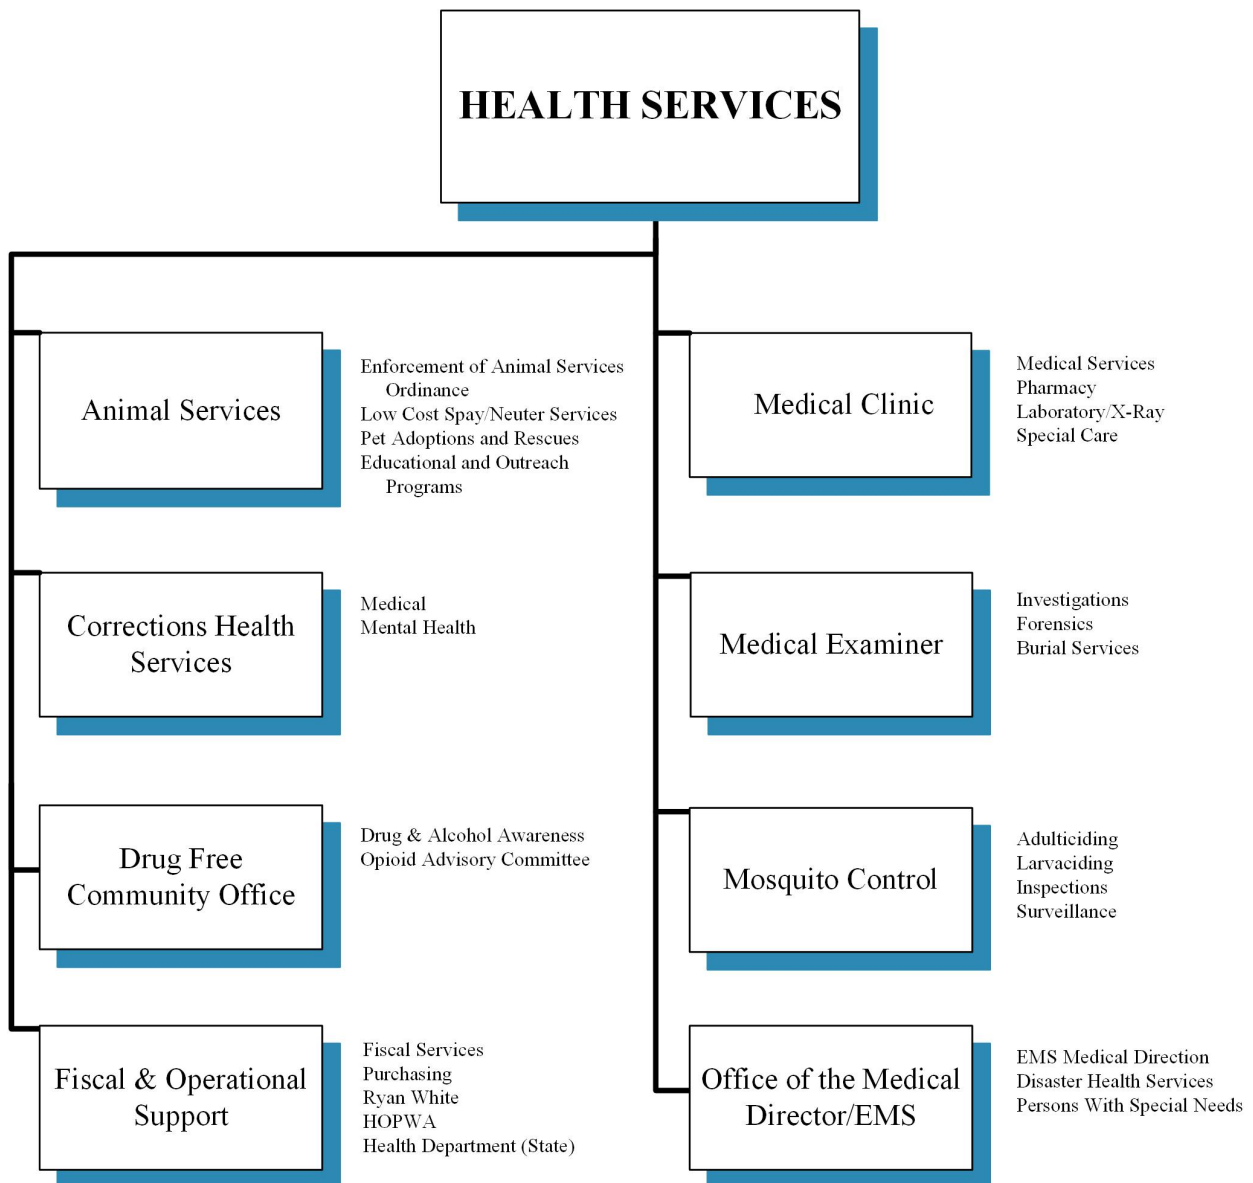 HEALTH SERVICES
Animal Services
Enforcement of Animal Services
Ordinance
Low Cost Spay/Neuter Services
Pet Adoptions and Rescues
Educational and Outreach
Programs
Corrections Health
Services
Medical
Mental Health
Drug Free
Community Office
Drug & Alcohol Awareness
Opioid Advisory Committee
Fiscal & Operational
Support
Fiscal Services
Purchasing
Ryan White
HOPWA
Health Department (State)
Medical Clinic
Medical Services
Pharmacy
Laboratory/X-Ray
Special Care
Medical Examiner
Investigations
Forensics
Burial Services
Mosquito Control
Adulticiding
Larvaciding
Inspections
Surveillance
Office of the Medical
Director/EMS
EMS Medical Direction
Disaster Health Services
Persons With Special Needs